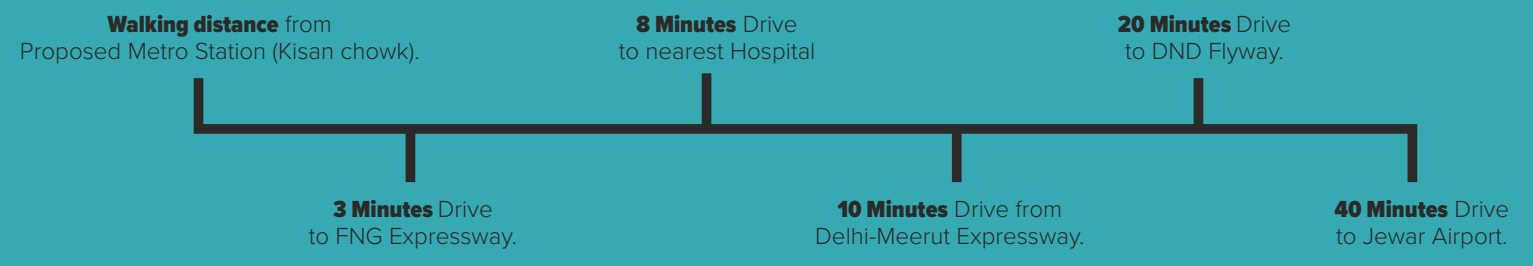 Walking distance from
Proposed Metro Station (Kisan chowk).
3 Minutes Drive
to FNG Expressway.
8 Minutes Drive
to nearest Hospital
10 Minutes Drive from
Delhi-Meerut Expressway.
20 Minutes Drive
to DND Flyway.
40 Minutes Drive
to Jewar Airport.